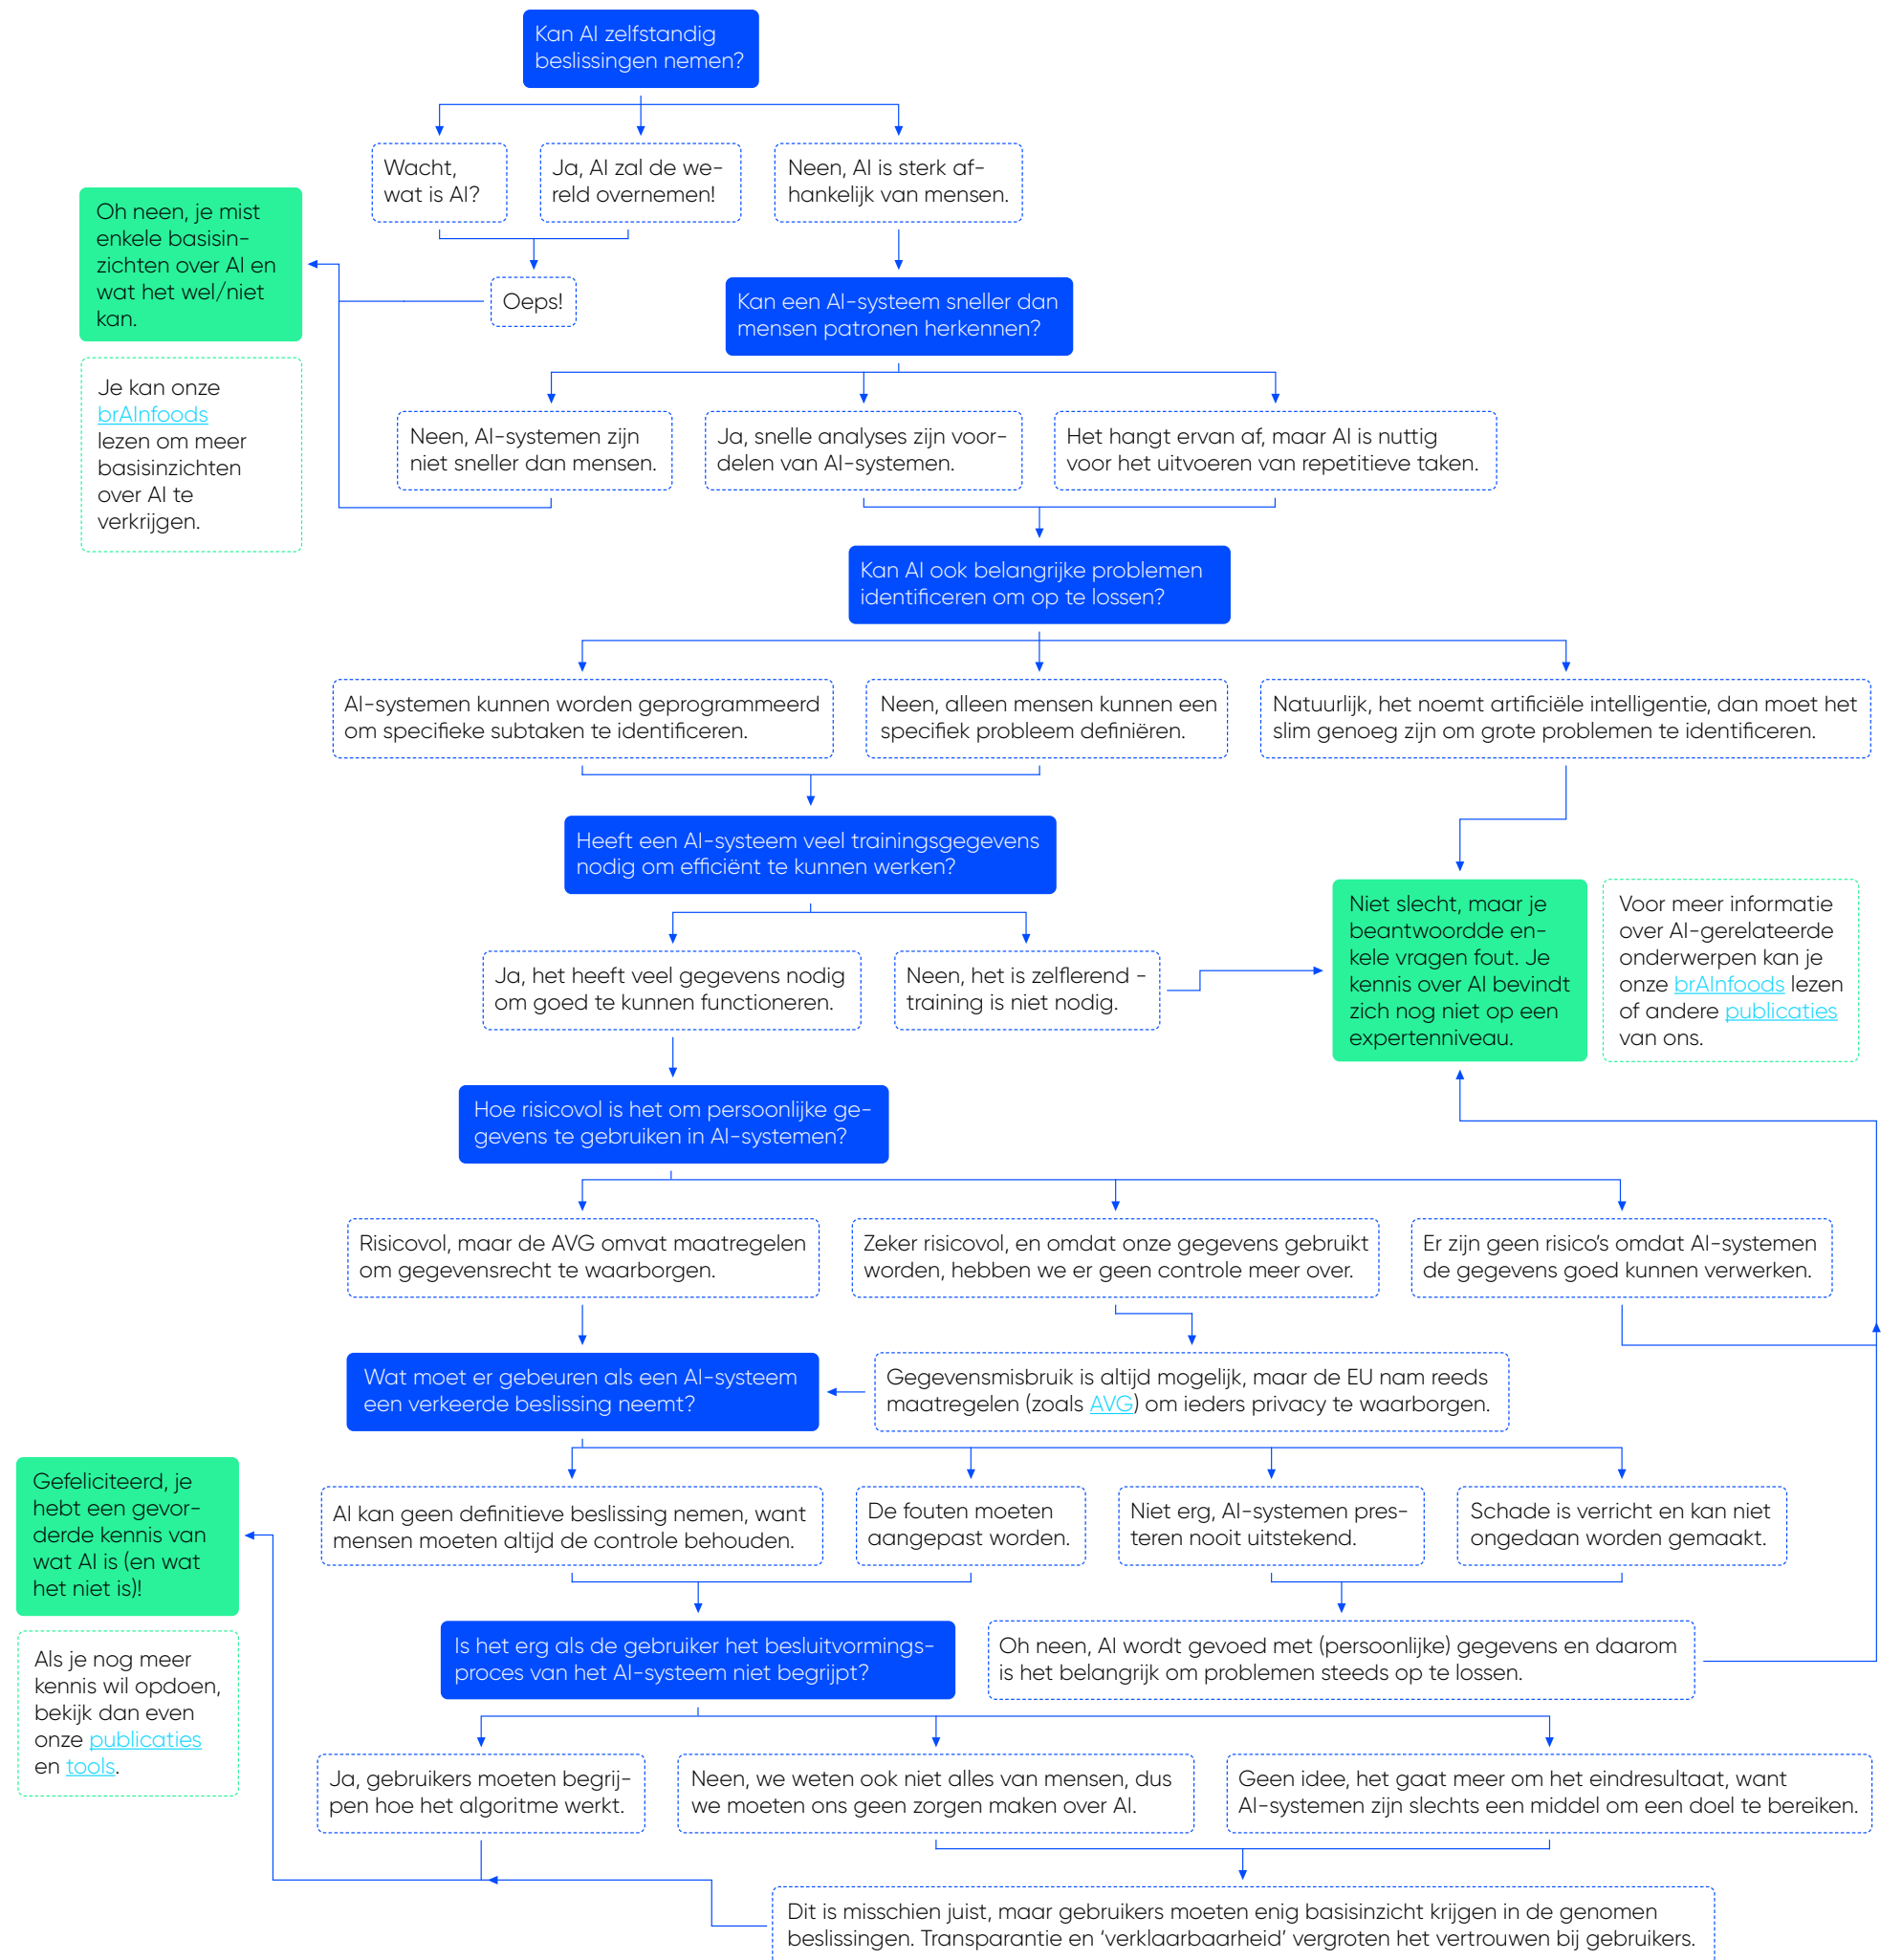 Kan AI zelfstandig
beslissingen nemen?
Wacht,
wat is AI?
Ja, AI zal de we-
reld overnemen!
Neen, AI is sterk af-
hankelijk van mensen.
Oh neen, je mist
enkele basisin-
zichten over AI en
wat het wel/niet
kan.
Je kan onze
brAInfoods
lezen om meer
basisinzichten
over AI te
verkrijgen.
Oeps!
Kan een AI-systeem sneller dan
mensen patronen herkennen?
Neen, AI-systemen zijn
niet sneller dan mensen.
Ja, snelle analyses zijn voor-
delen van AI-systemen.
Het hangt ervan af, maar AI is nuttig
voor het uitvoeren van repetitieve taken.
Kan AI ook belangrijke problemen
identificeren om op te lossen?
AI-systemen kunnen worden geprogrammeerd
om specifieke subtaken te identificeren.
Neen, alleen mensen kunnen een
specifiek probleem definiëren.
Natuurlijk, het noemt artificiële intelligentie, dan moet het
slim genoeg zijn om grote problemen te identificeren.
Heeft een AI-systeem veel trainingsgegevens
nodig om efficiënt te kunnen werken?
Ja, het heeft veel gegevens nodig
om goed te kunnen functioneren.
Neen, het is zelflerend -
training is niet nodig.
Niet slecht, maar je
beantwoordde en-
kele vragen fout. Je
kennis over AI bevindt
zich nog niet op een
expertenniveau.
Voor meer informatie
over AI-gerelateerde
onderwerpen kan je
onze brAInfoods lezen
of andere publicaties
van ons.
Hoe risicovol is het om persoonlijke ge-
gevens te gebruiken in AI-systemen?
Risicovol, maar de AVG omvat maatregelen
om gegevensrecht te waarborgen.
Zeker risicovol, en omdat onze gegevens gebruikt
worden, hebben we er geen controle meer over.
Er zijn geen risico's omdat AI-systemen
de gegevens goed kunnen verwerken.
Wat moet er gebeuren als een AI-systeem
een verkeerde beslissing neemt?
Gegevensmisbruik is altijd mogelijk, maar de EU nam reeds
maatregelen (zoals AVG) om ieders privacy te waarborgen.
Gefeliciteerd, je
hebt een gevor-
derde kennis van
wat AI is (en wat
het niet is)!
Als je nog meer
kennis wil opdoen,
bekijk dan even
onze publicaties
en tools.
AI kan geen definitieve beslissing nemen, want
mensen moeten altijd de controle behouden.
De fouten moeten
aangepast worden.
Niet erg, AI-systemen pres-
teren nooit uitstekend.
Schade is verricht en kan niet
ongedaan worden gemaakt.
Is het erg als de gebruiker het besluitvormings-
proces van het AI-systeem niet begrijpt?
Oh neen, AI wordt gevoed met (persoonlijke) gegevens en daarom
is het belangrijk om problemen steeds op te lossen.
Ja, gebruikers moeten begrij-
pen hoe het algoritme werkt.
Neen, we weten ook niet alles van mensen, dus
we moeten ons geen zorgen maken over AI.
Geen idee, het gaat meer om het eindresultaat, want
AI-systemen zijn slechts een middel om een doel te bereiken.
Dit is misschien juist, maar gebruikers moeten enig basisinzicht krijgen in de genomen
beslissingen. Transparantie en ‘verklaarbaarheid’ vergroten het vertrouwen bij gebruikers.